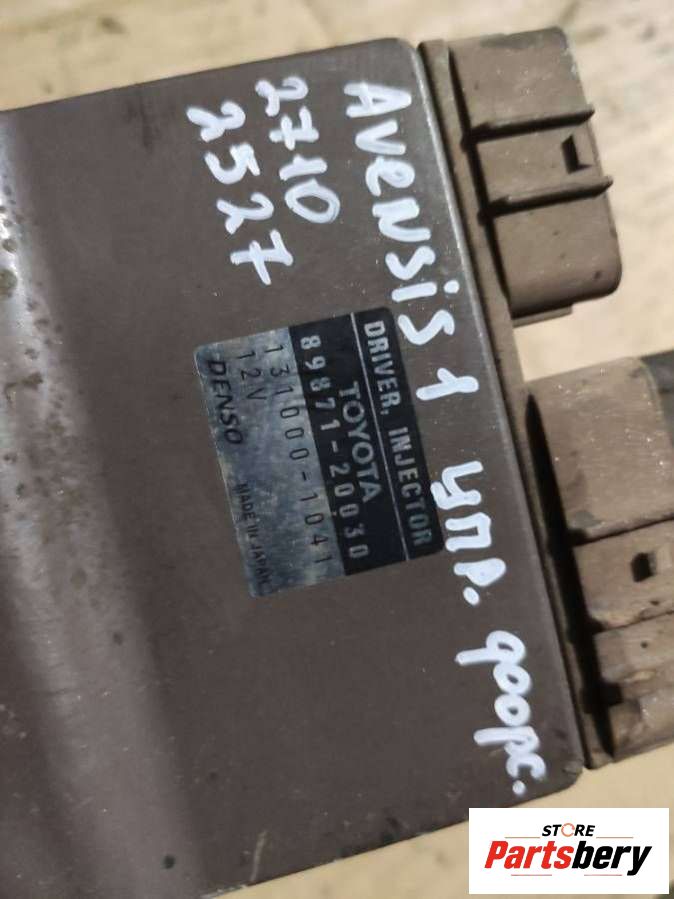 Avensis 1 упр. форс.
2710
2527
DRIVER, INJECTOR
TOYOTA
89871-20030
131000-1041
12V
DENSO MADE IN JAPAN
STORE
Partsbery